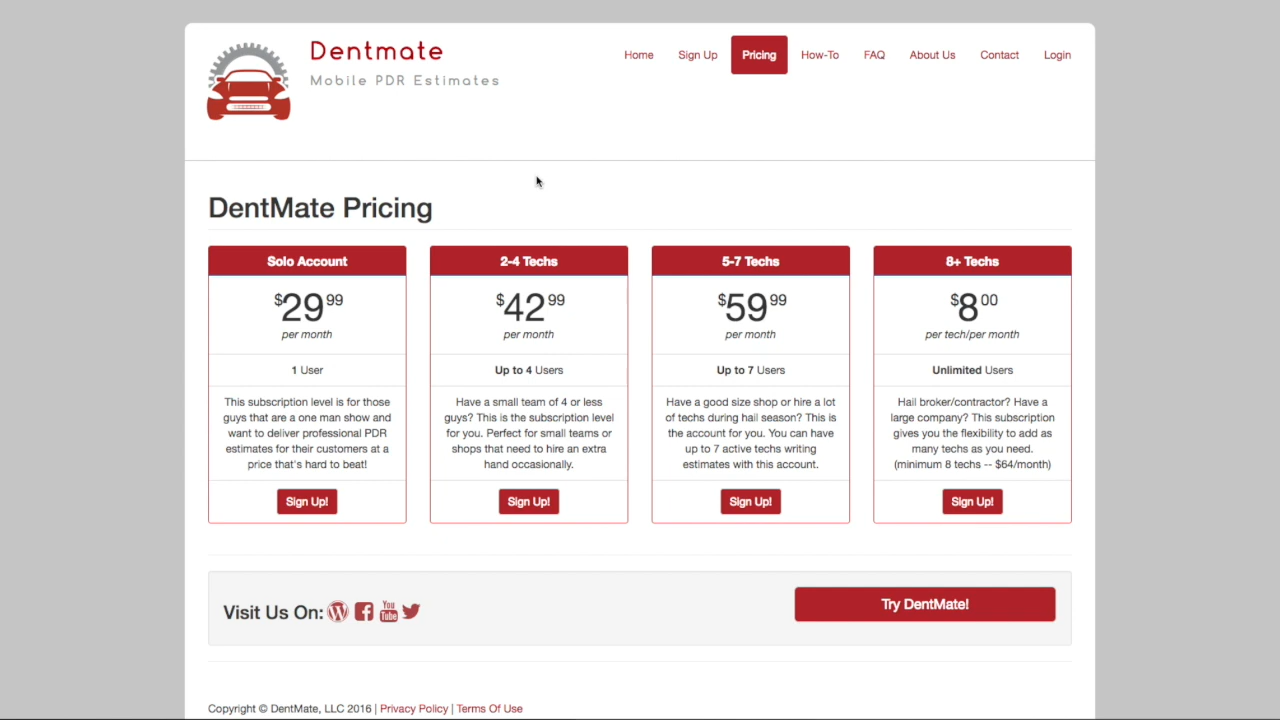 Dentmate
Mobile PDR Estimates
Home Sign Up Pricing How-To FAQ About Us Contact Login
DentMate Pricing
Solo Account
$29 99
per month
1 User
This subscription level is for those
guys that are a one man show and
want to deliver professional PDR
estimates for their customers at a
price that's hard to beat!
Sign Up!
2-4 Techs
$42 99
per month
Up to 4 Users
Have a small team of 4 or less
guys? This is the subscription level
for you. Perfect for small teams or
shops that need to hire an extra
hand occasionally.
Sign Up!
5-7 Techs
$59 99
per month
Up to 7 Users
Have a good size shop or hire a lot
of techs during hail season? This is
the account for you. You can have
up to 7 active techs writing
estimates with this account.
Sign Up!
8+ Techs
$8 00
per tech/per month
Unlimited Users
Hail broker/contractor? Have a
large company? This subscription
gives you the flexibility to add as
many techs as you need.
(minimum 8 techs -- $64/month)
Sign Up!
Visit Us On: You Tube
Try DentMate!
Copyright © DentMate, LLC 2016 | Privacy Policy | Terms Of Use